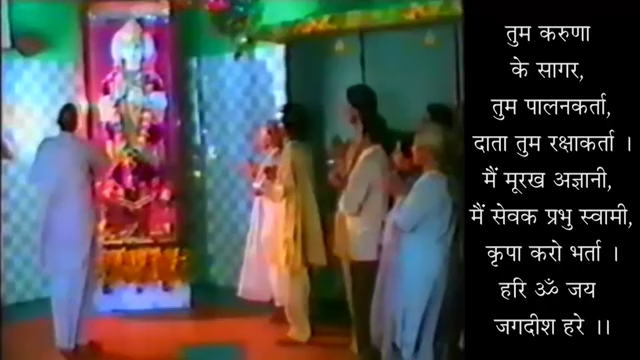 तुम करुणा
के सागर,
तुम पालनकर्ता,
दाता तुम रक्षाकर्ता ।
मैं मूरख अज्ञानी,
मैं सेवक प्रभु स्वामी,
कृपा करो भर्ता ।
हरि ॐ जय
जगदीश हरे ।।